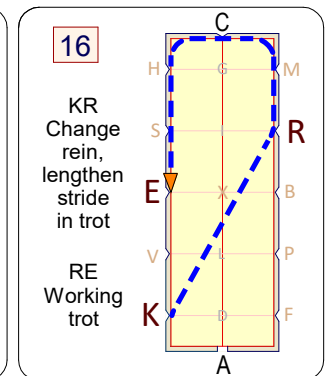 16
KR
Change
rein,
lengthen
stride
in trot
RE
Working
trot
C
H G M
S I R
E X B
V L P
K D F
A